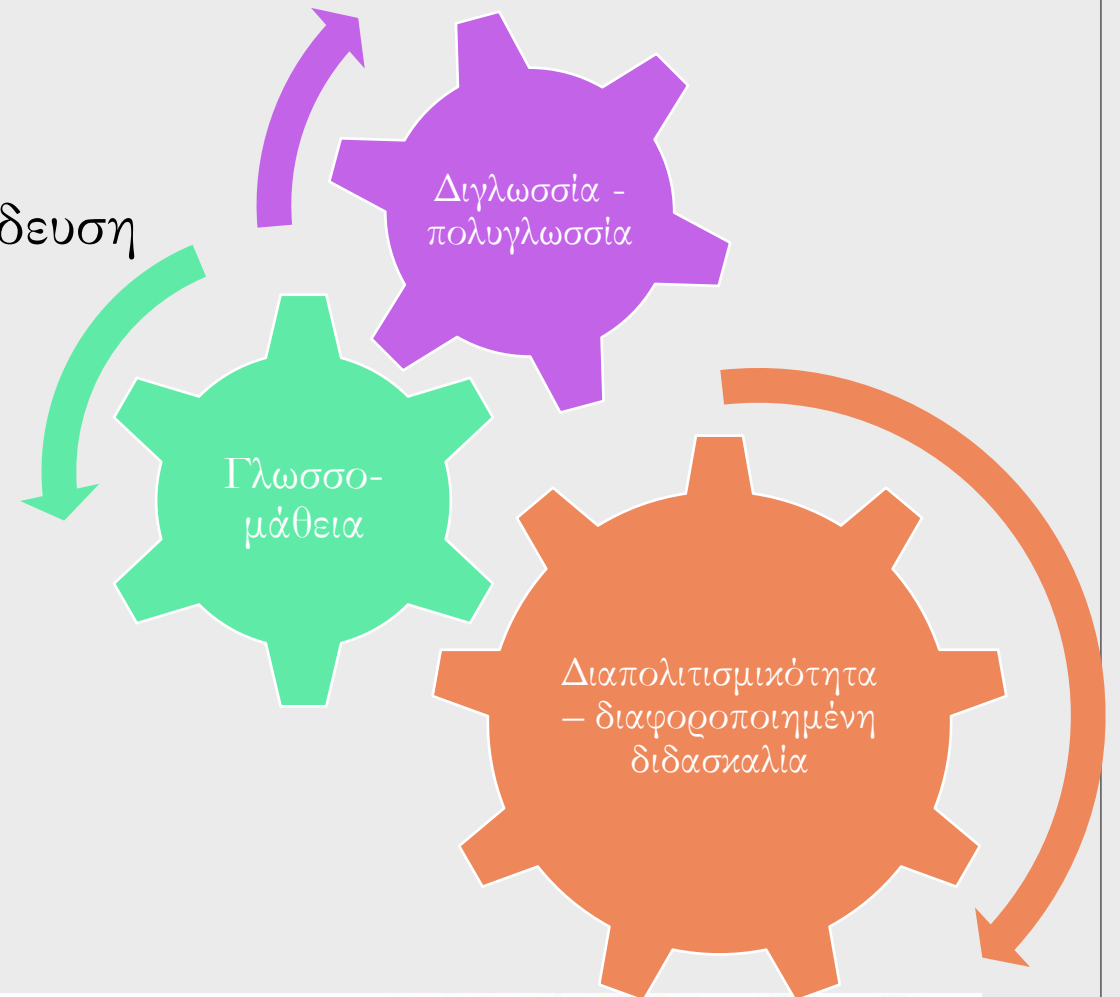 Διγλωσσία -
πολυγλωσσία
δευση
Γλωσσο-
μάθεια
Διαπολιτισμικότητα
– διαφοροποιημένη
διδασκαλία